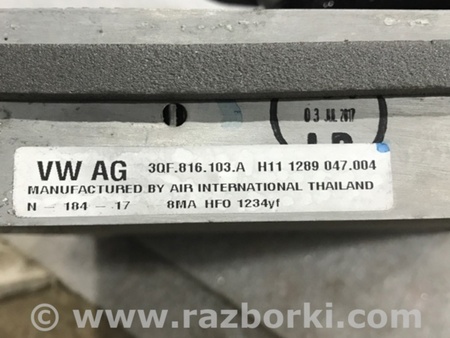 03 JUL 2017
VW AG 3QF.816.103.A H11 1289 047.004
MANUFACTURED BY AIR INTERNATIONAL THAILAND
N - 184 - 17 8MA HFO 1234yf
© www.razborki.com